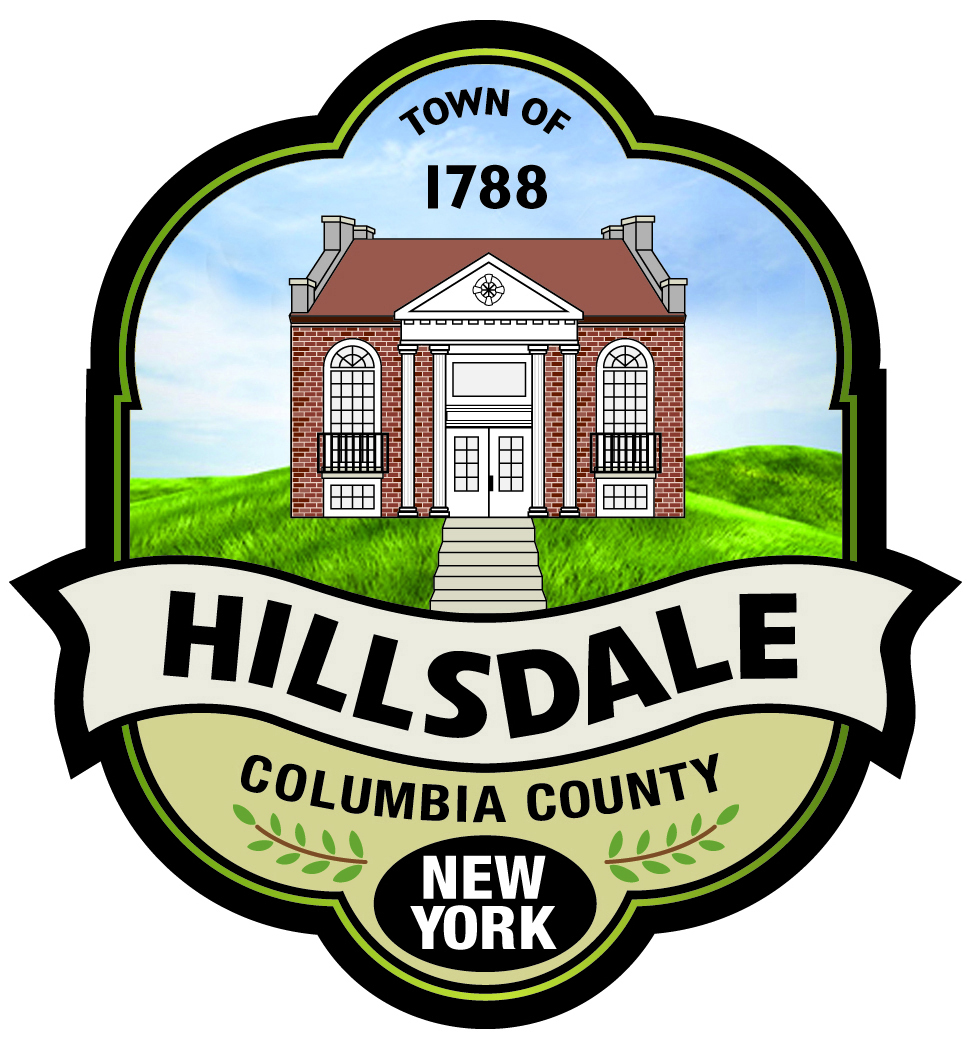 TOWN OF
1788
HILLSDALE
COLUMBIA COUNTY
NEW
YORK